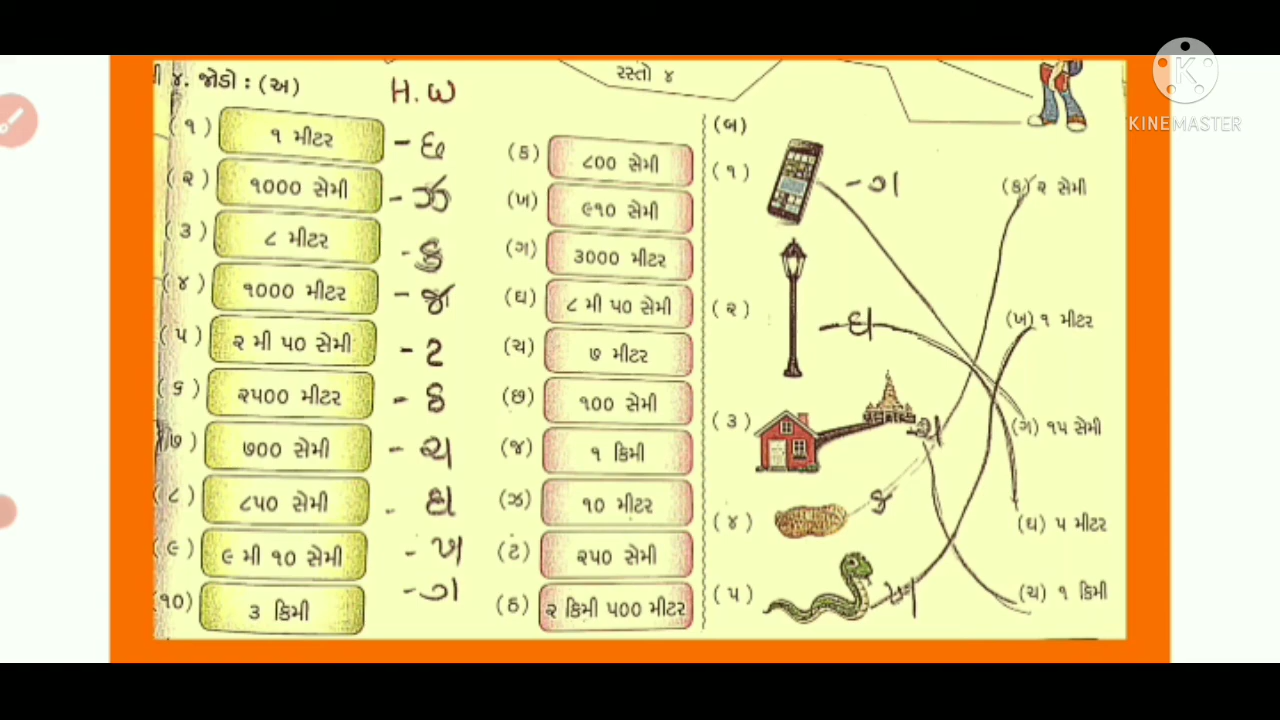 રસ્તો ૪
KINEMASTER
૪. જોડો : (અ)
H.W
(૧) ૧ મીટર - છ
(૨) ૧૦૦૦ સેમી - ઝ
(૩) ૮ મીટર - ક
(૪) ૧૦૦૦ મીટર - જ
(૫) ૨ મી ૫૦ સેમી - ટ
(૬) ૨૫૦૦ મીટર - ઠ
(૭) ૭૦૦ સેમી - ચ
(૮) ૮૫૦ સેમી - ઘ
(૯) ૯ મી ૧૦ સેમી - ખ
(૧૦) ૩ કિમી - ગ
(ક) ૮૦૦ સેમી
(ખ) ૯૧૦ સેમી
(ગ) ૩૦૦૦ મીટર
(ઘ) ૮ મી ૫૦ સેમી
(ચ) ૭ મીટર
(છ) ૧૦૦ સેમી
(જ) ૧ કિમી
(ઝ) ૧૦ મીટર
(ટ) ૨૫૦ સેમી
(ઠ) ૨ કિમી ૫૦૦ મીટર
(બ)
(૧) - ગ
(૨) - ઘ
(૩) ચ
(૪) ક
(૫) ખ
(ક) ૨ સેમી
(ખ) ૧ મીટર
(ગ) ૧૫ સેમી
(ઘ) ૫ મીટર
(ચ) ૧ કિમી